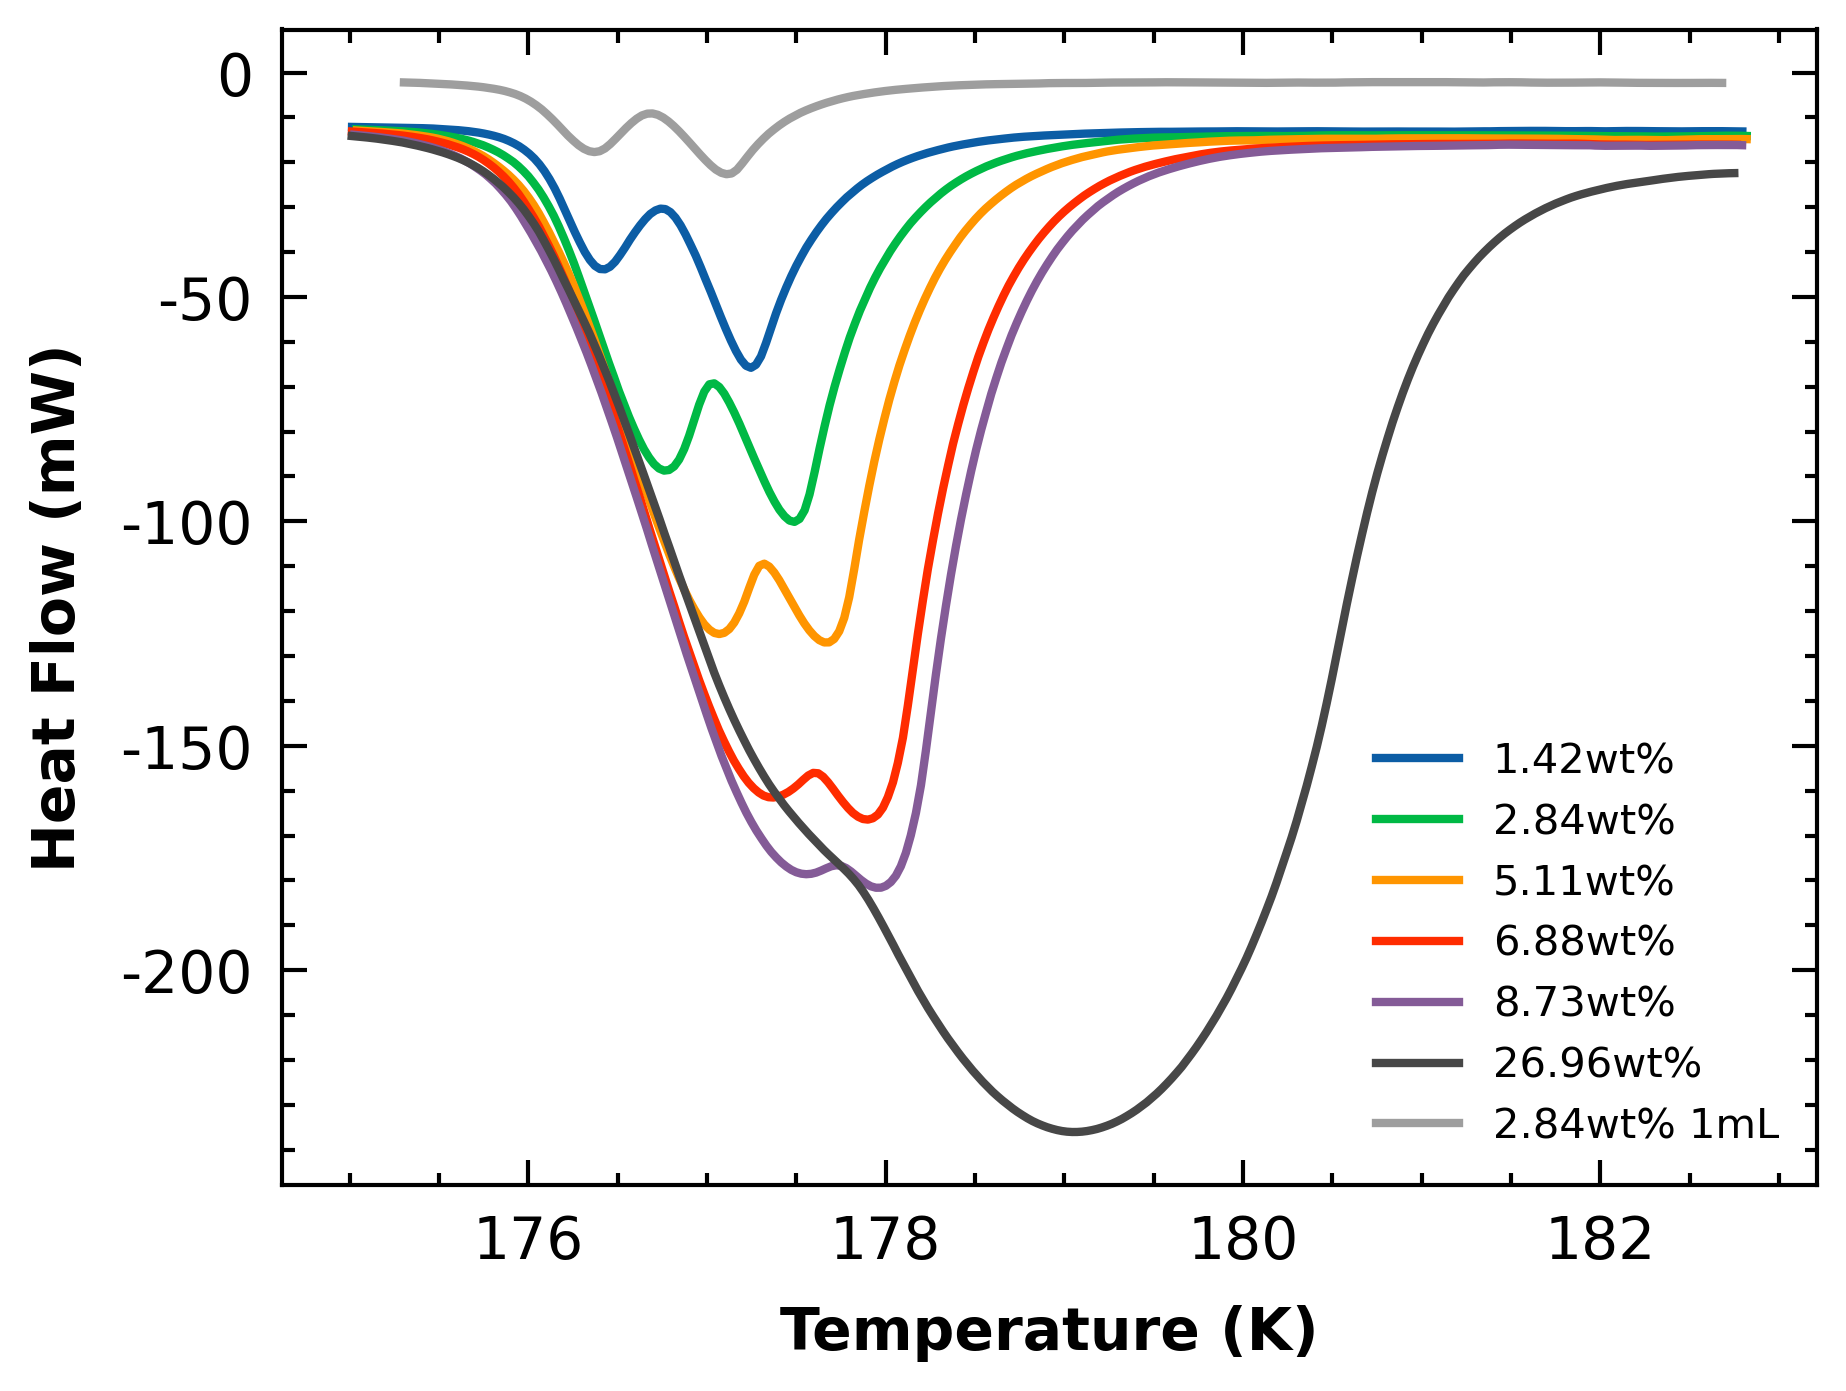 0
-50
-100
-150
-200
Heat Flow (mW)
1.42wt%
2.84wt%
5.11wt%
6.88wt%
8.73wt%
26.96wt%
2.84wt% 1mL
176 178 180 182
Temperature (K)